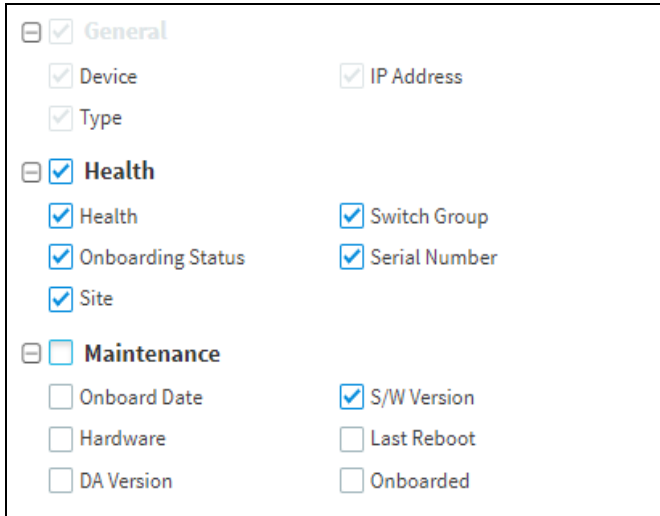 General
Device IP Address
Type
Health
Health Switch Group
Onboarding Status Serial Number
Site
Maintenance
Onboard Date S/W Version
Hardware Last Reboot
DA Version Onboarded